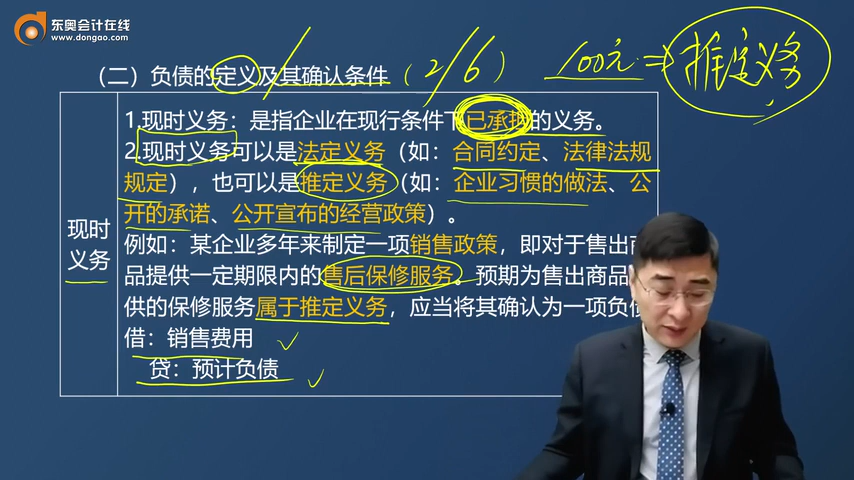 东奥会计在线
www.dongao.com
(二)负债的定义及其确认条件(2/6) 100元⇒推定义务
1.现时义务:是指企业在现行条件下已承担的义务。
2.现时义务可以是法定义务(如:合同约定、法律法规
规定),也可以是推定义务(如:企业习惯的做法、公
开的承诺、公开宣布的经营政策)。
现时
义务
例如:某企业多年来制定一项销售政策,即对于售出商
品提供一定期限内的售后保修服务。预期为售出商品
供的保修服务属于推定义务,应当将其确认为一项负债
借:销售费用
贷:预计负债